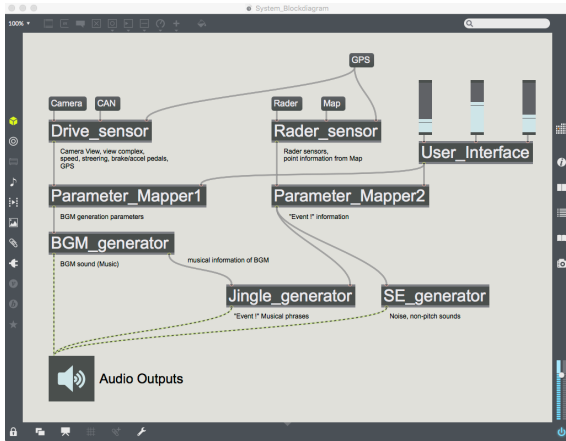 System_Blockdiagram
100%
GPS
Camera
CAN
Rader
Map
Drive_sensor
Rader_sensor
Camera View, view complex,
speed, streering, brake/accel pedals,
GPS
Rader sensors,
point information from Map
User_Interface
Parameter_Mapper1
Parameter_Mapper2
BGM generation parameters
"Event !" information
BGM_generator
BGM sound (Music)
musical information of BGM
Jingle_generator
SE_generator
"Event !" Musical phrases
Noise, non-pitch sounds
Audio Outputs